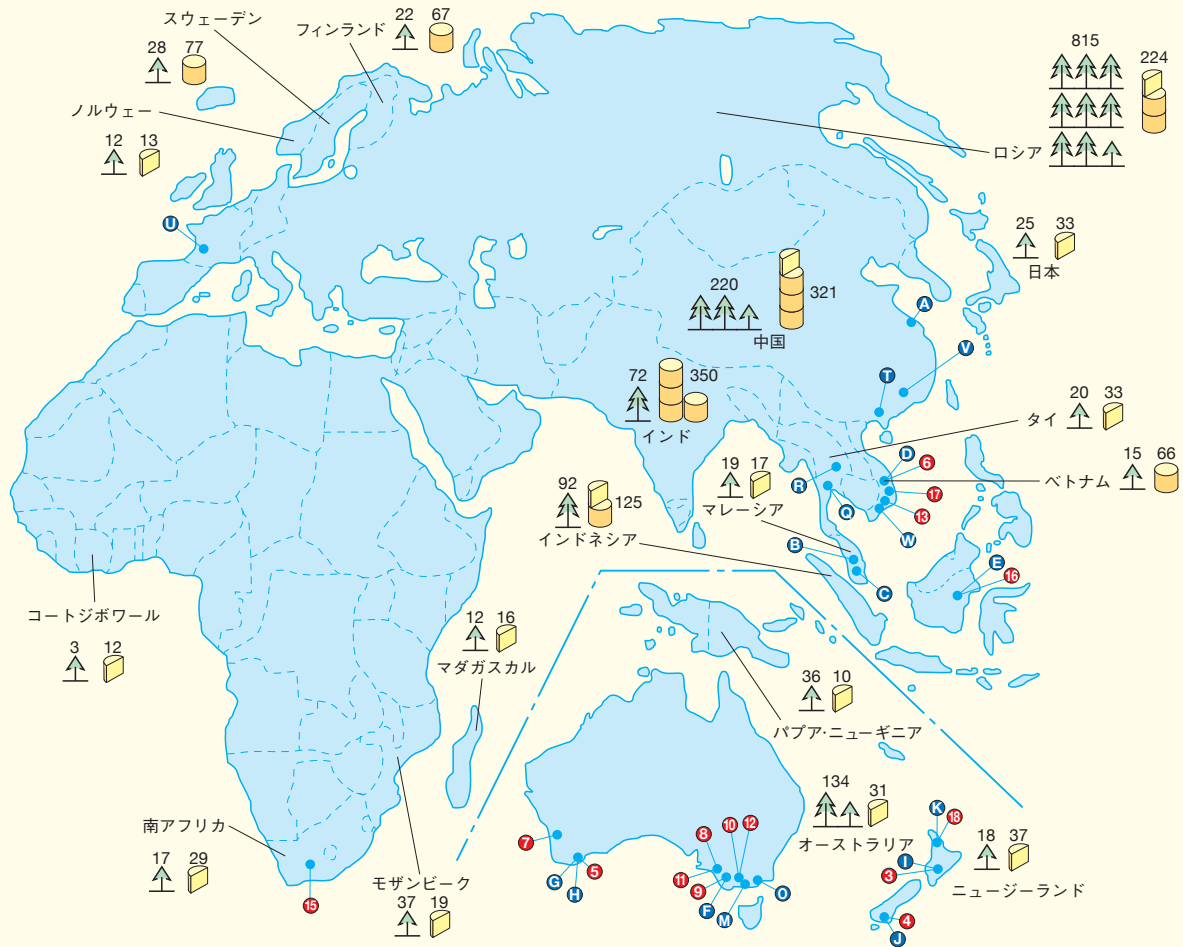 スウェーデン
28 77
フィンランド
22 67
ノルウェー
12 13
815
224
ロシア
U
25 33
日本
220
321
中国
A
V
T
72
350
インド
タイ
20 33
D
6
ベトナム
15 66
R
Q
17
13
W
19 17
マレーシア
92
125
インドネシア
B
C
E
16
コートジボワール
3 12
12 16
マダガスカル
36 10
パプア・ニューギニア
南アフリカ
17 29
15
モザンビーク
37 19
134
31
オーストラリア
7
G
H
5
8
10
12
11
9
F
M
O
K
18
I
3
4
J
18 37
ニュージーランド